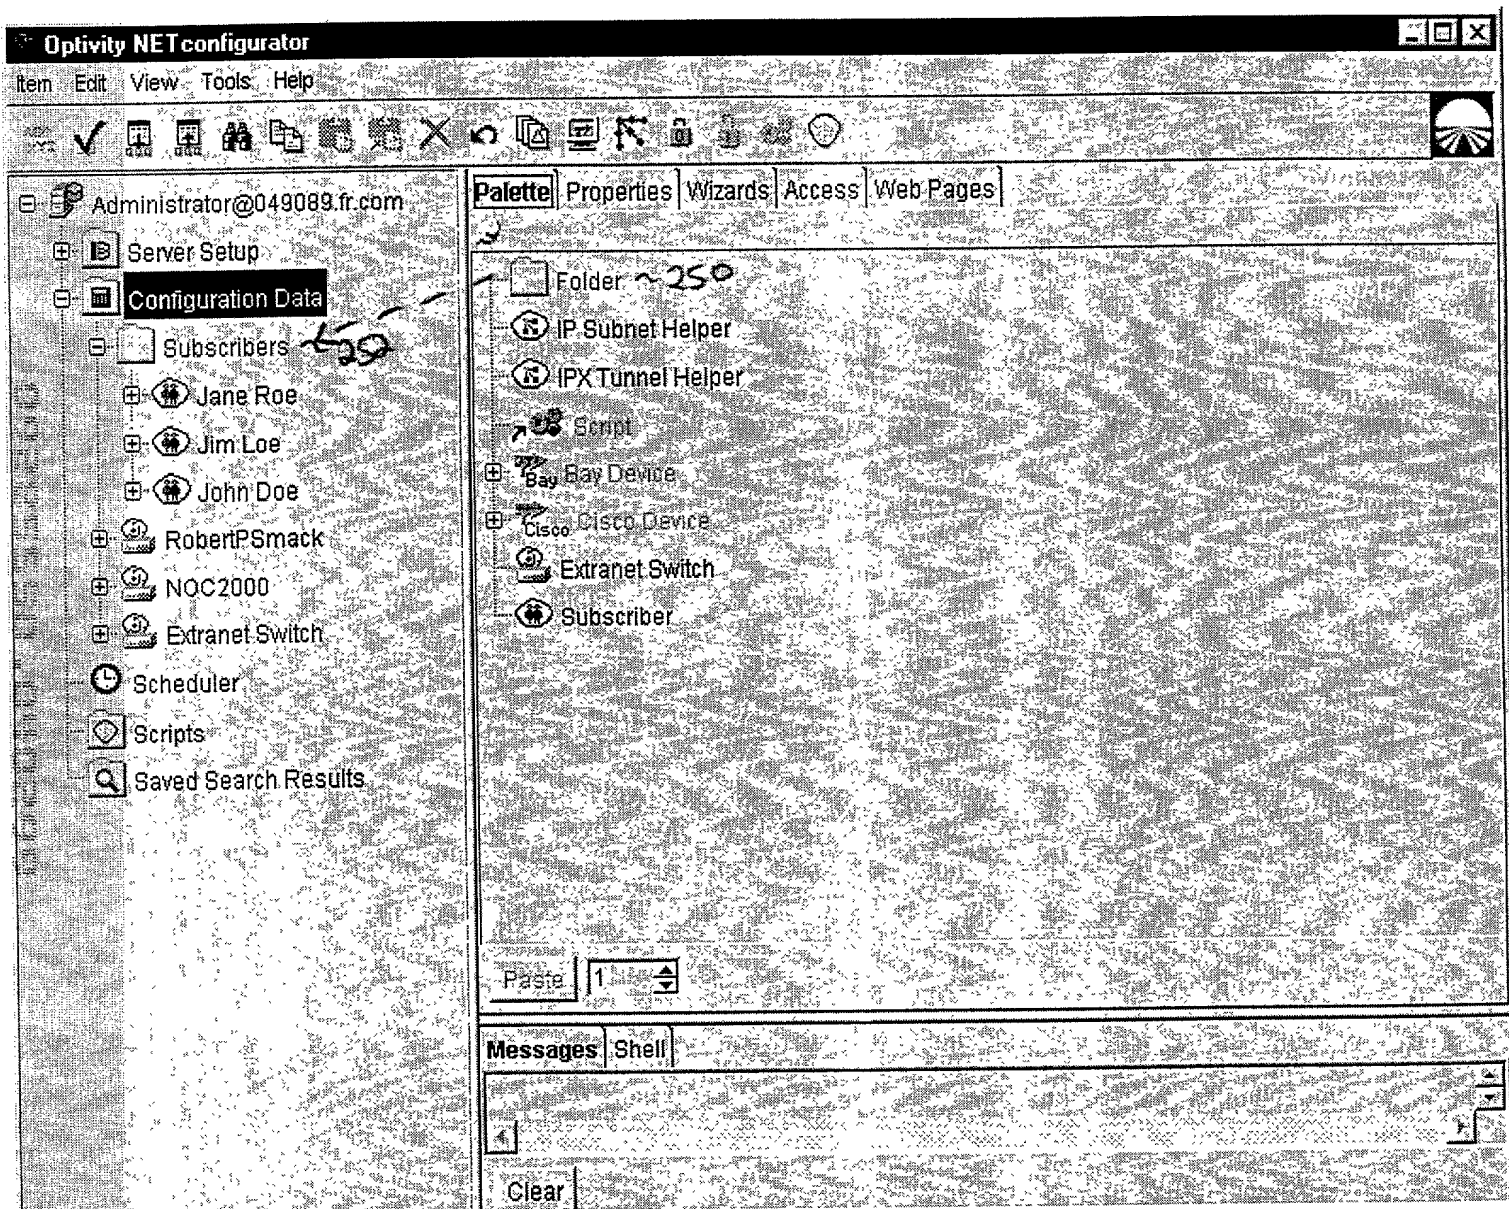 Optivity NETconfigurator
Item Edit View Tools Help
Administrator@049089.fr.com
Server Setup
Configuration Data
Subscribers 252
Jane Roe
Jim Loe
John Doe
RobertPSmack
NOC2000
Extranet Switch
Scheduler
Scripts
Saved Search Results
Palette Properties Wizards Access Web Pages
Folder ~250
IP Subnet Helper
IPX Tunnel Helper
Script
Bay Bay Device
Cisco Cisco Device
Extranet Switch
Subscriber
Paste 1
Messages Shell
Clear